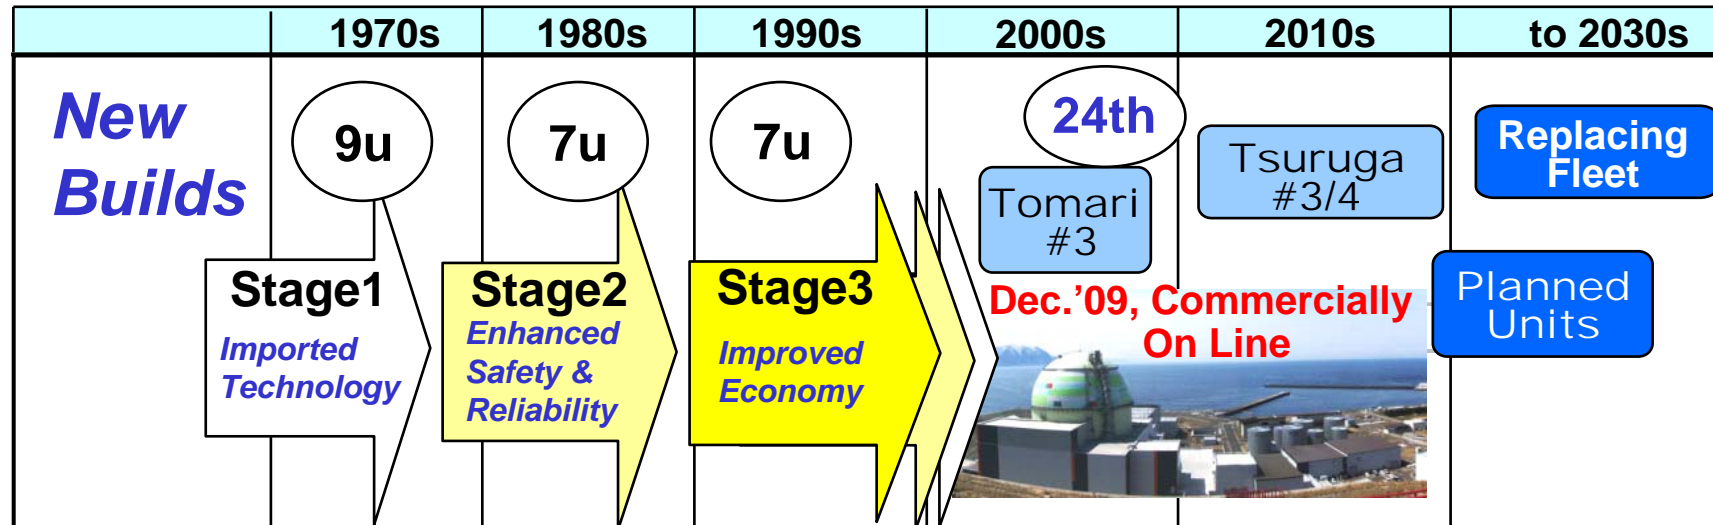 1970s 1980s 1990s 2000s 2010s to 2030s
New
Builds
9u
7u
7u
24th
Tomari
#3
Tsuruga
#3/4
Replacing
Fleet
Stage1
Imported
Technology
Stage2
Enhanced
Safety &
Reliability
Stage3
Improved
Economy
Dec.'09, Commercially
On Line
Planned
Units